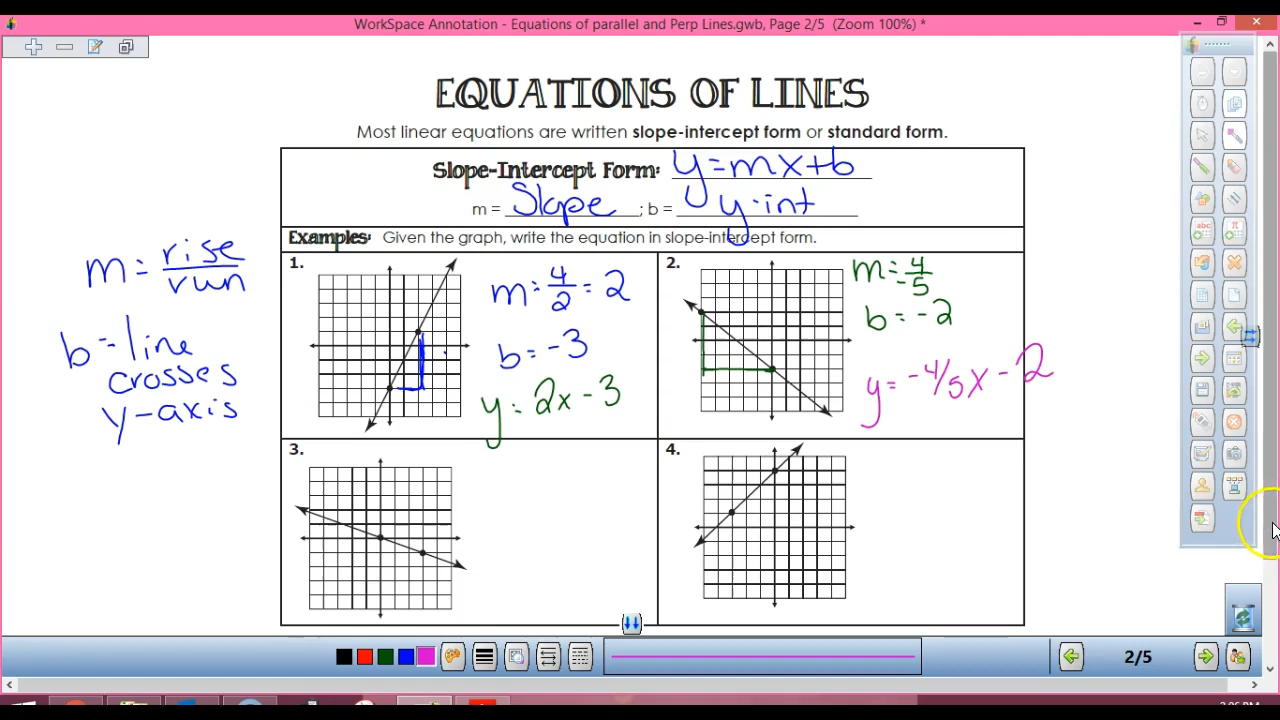 WorkSpace Annotation - Equations of parallel and Perp Lines.gwb, Page 2/5 (Zoom 100%) *
EQUATIONS OF LINES
Most linear equations are written slope-intercept form or standard form.
Slope-Intercept Form: y=mx+b
m = Slope ; b = y-int
Examples: Given the graph, write the equation in slope-intercept form.
m = rise/run
b = line
crosses
y-axis
1.
m = 4/2 = 2
b = -3
y = 2x - 3
2.
m = 4/-5
b = -2
y = -4/5x - 2
3.
4.
abc
π
2/5